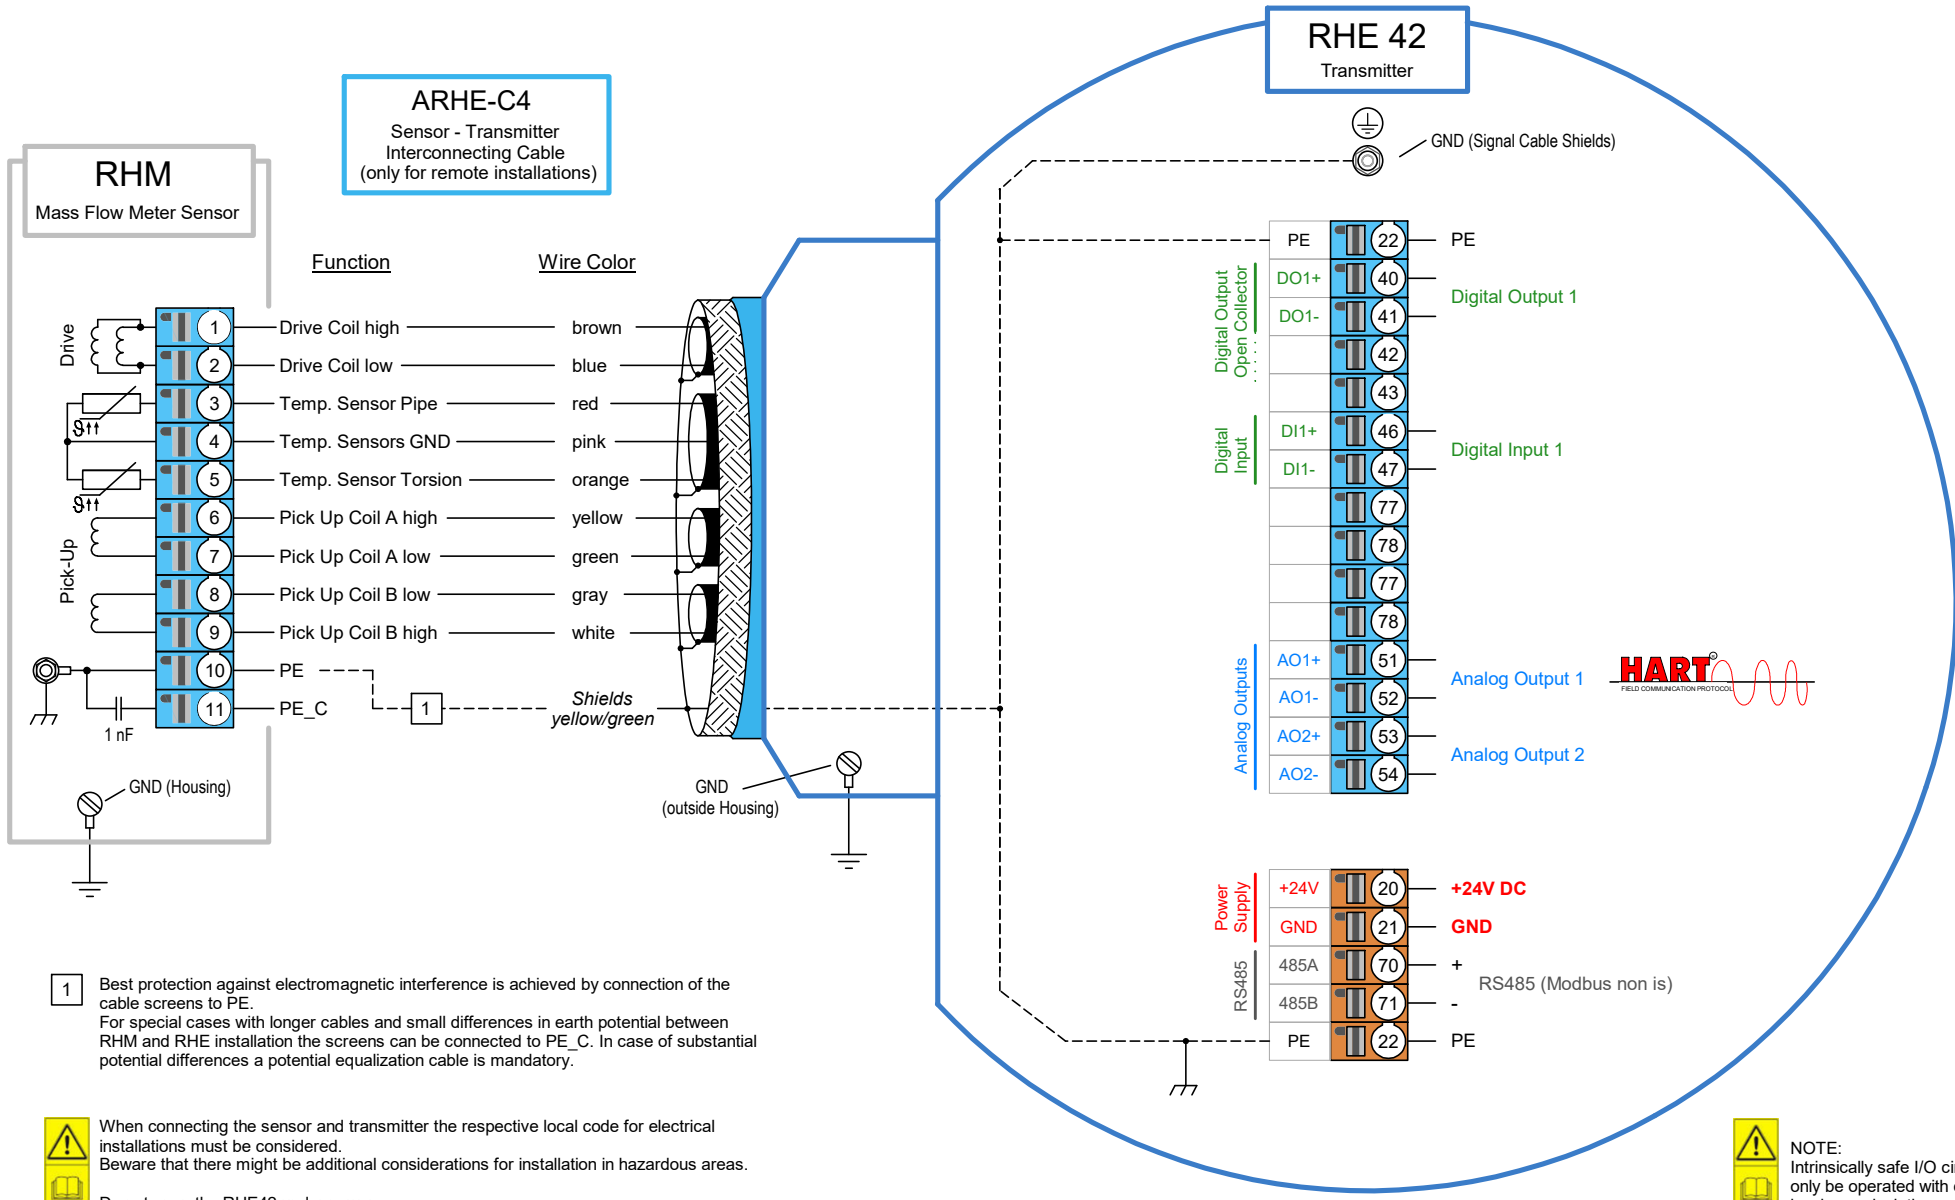 RHE 42
Transmitter
ARHE-C4
Sensor - Transmitter
Interconnecting Cable
(only for remote installations)
RHM
Mass Flow Meter Sensor
GND (Signal Cable Shields)
Function
Wire Color
Drive
1 Drive Coil high brown
2 Drive Coil low blue
3 Temp. Sensor Pipe red
ϑ↑↑
4 Temp. Sensors GND pink
5 Temp. Sensor Torsion orange
ϑ↑↑
Pick-Up
6 Pick Up Coil A high yellow
7 Pick Up Coil A low green
8 Pick Up Coil B low gray
9 Pick Up Coil B high white
10 PE
11 PE_C
1
Shields
yellow/green
1 nF
GND (Housing)
GND
(outside Housing)
PE 22 PE
Digital Output
Open Collector
DO1+ 40
Digital Output 1
DO1- 41
42
43
Digital
Input
DI1+ 46
Digital Input 1
DI1- 47
77
78
77
78
Analog Outputs
AO1+ 51
Analog Output 1
AO1- 52
AO2+ 53
Analog Output 2
AO2- 54
HART®
FIELD COMMUNICATION PROTOCOL
Power
Supply
+24V 20 +24V DC
GND 21 GND
RS485
485A 70 +
RS485 (Modbus non is)
485B 71 -
PE 22 PE
1
Best protection against electromagnetic interference is achieved by connection of the
cable screens to PE.
For special cases with longer cables and small differences in earth potential between
RHM and RHE installation the screens can be connected to PE_C. In case of substantial
potential differences a potential equalization cable is mandatory.
When connecting the sensor and transmitter the respective local code for electrical
installations must be considered.
Beware that there might be additional considerations for installation in hazardous areas.
NOTE:
Intrinsically safe I/O
only be operated with